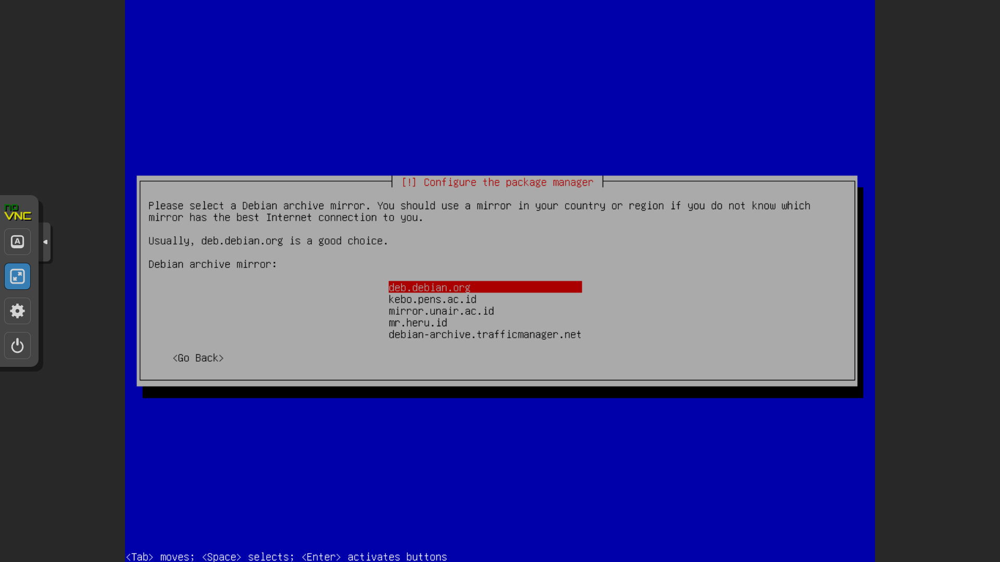 [!] Configure the package manager
Please select a Debian archive mirror. You should use a mirror in your country or region if you do not know which
mirror has the best Internet connection to you.
Usually, deb.debian.org is a good choice.
Debian archive mirror:
deb.debian.org
kebo.pens.ac.id
mirror.unair.ac.id
mr.heru.id
debian-archive.trafficmanager.net
<Go Back>
no
VNC
A
<Tab> moves; <Space> selects; <Enter> activates buttons